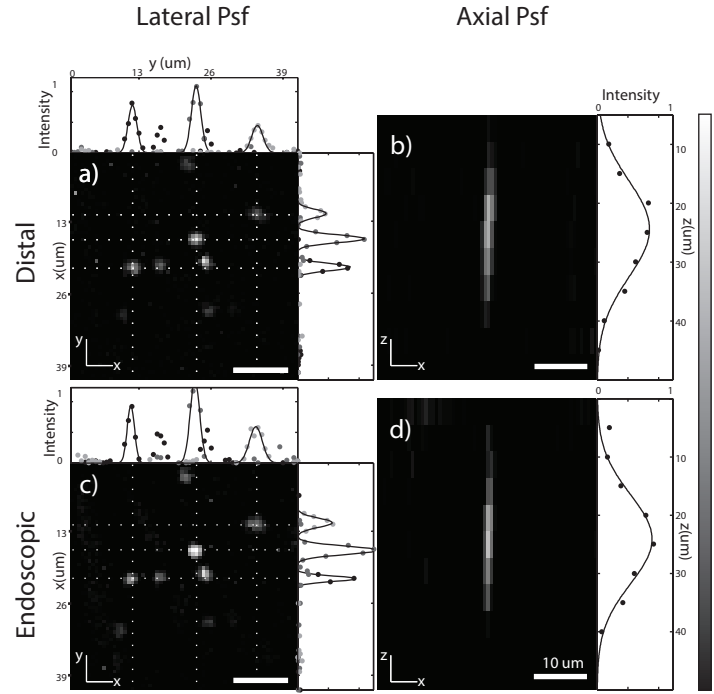 Lateral Psf
Axial Psf
y (um)
0 13 26 39
Intensity
1
0
Intensity
0 1
Distal
a)
x(um)
13
26
39
y
x
b)
z
x
10
20
30
40
z(um)
Endoscopic
Intensity
1
0
c)
x(um)
13
26
39
y
x
d)
z
x
10 um
0 1
10
20
30
40
z(um)